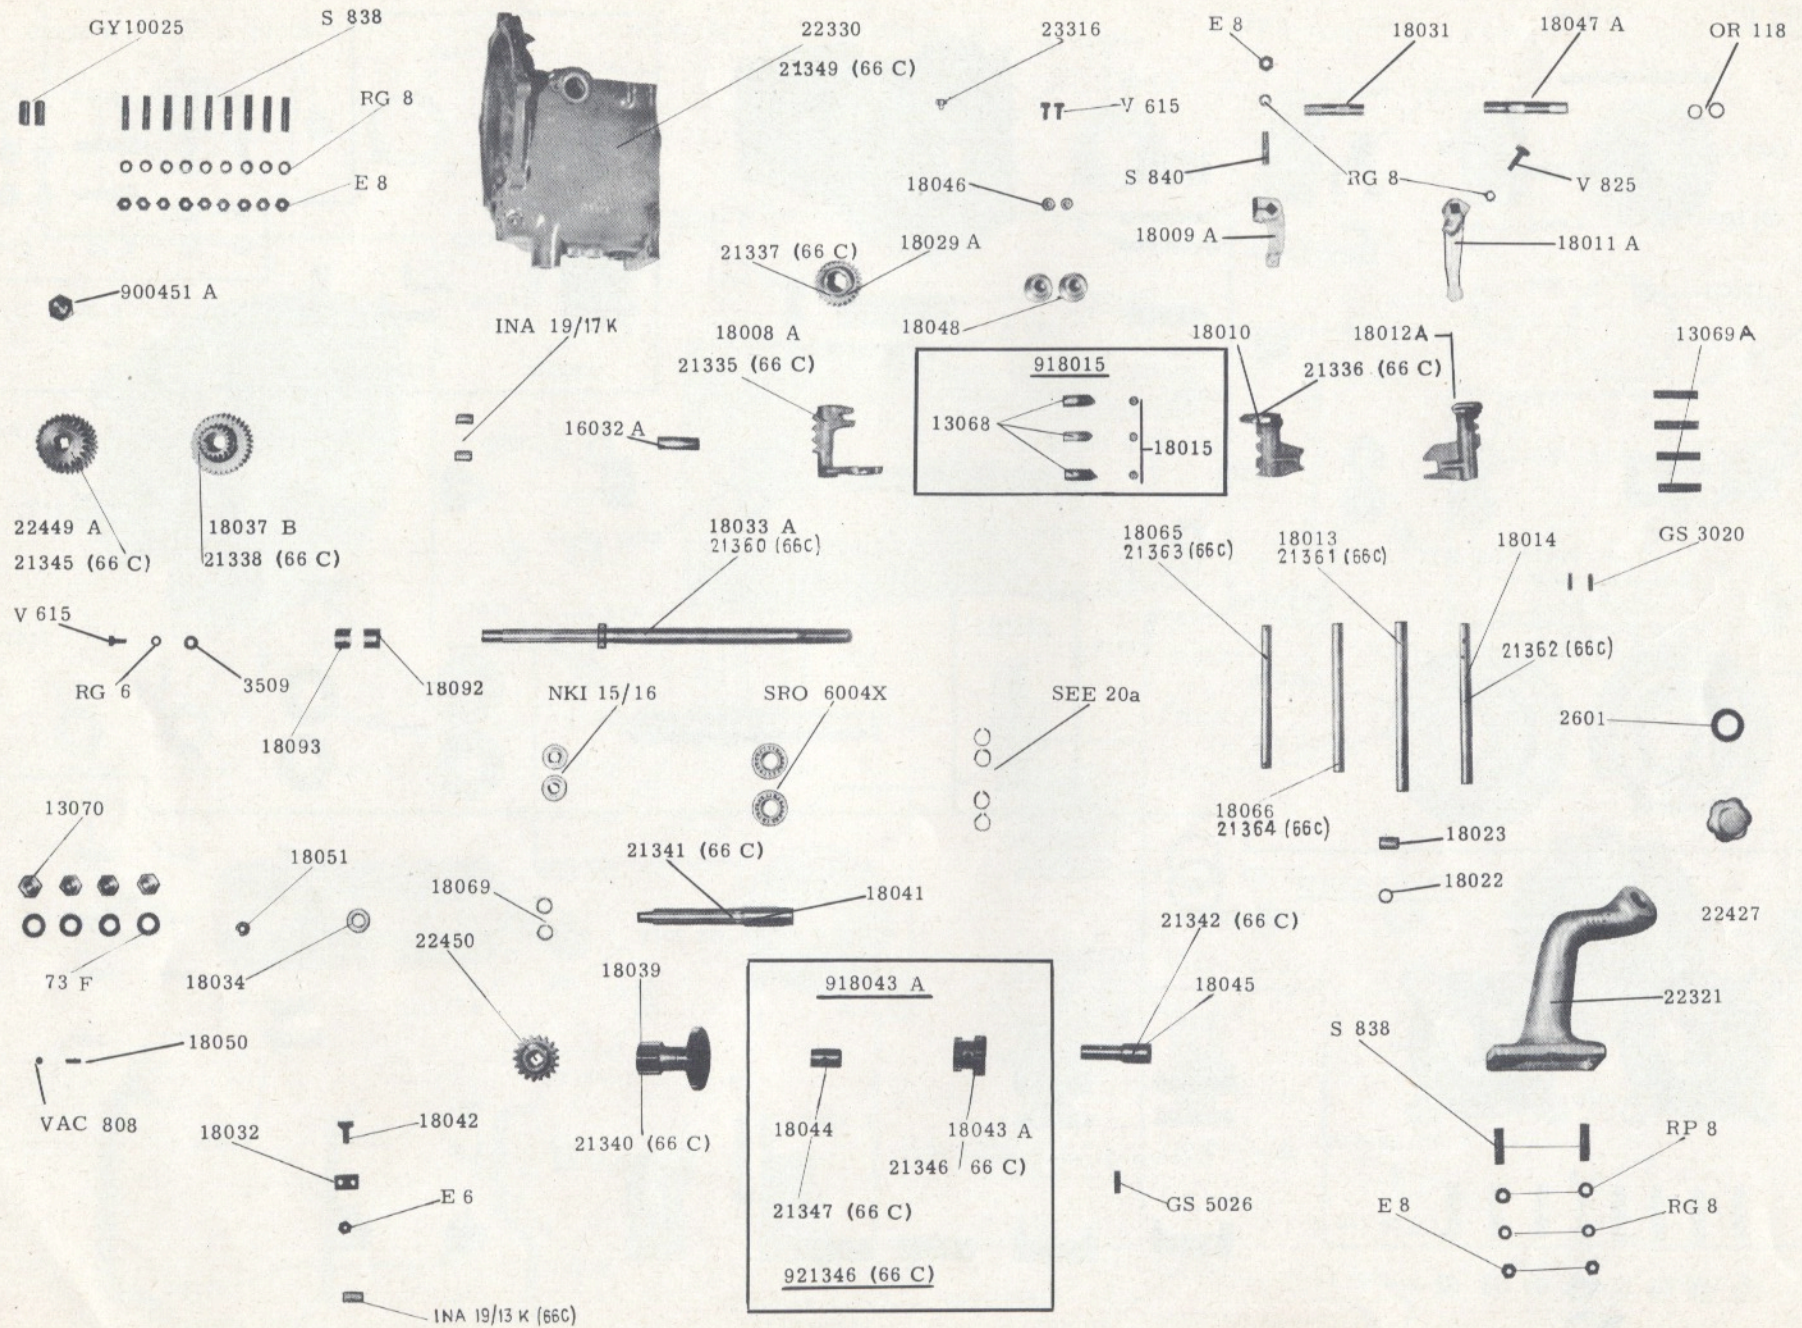 GY10025
S 838
22330
21349 (66 C)
23316
E 8
18031
18047 A
OR 118
RG 8
V 615
E 8
S 840
RG 8
V 825
18046
18009 A
18011 A
21337 (66 C)
18029 A
900451 A
INA 19/17K
18008 A
21335 (66 C)
18048
918015
18010
18012A
21336 (66 C)
13069A
13068
18015
16032 A
22449 A
21345 (66 C)
18037 B
21338 (66 C)
18033 A
21360 (66C)
18065
21363 (66C)
18013
21361 (66C)
18014
GS 3020
V 615
RG 6
3509
18093
18092
NKI 15/16
SRO 6004X
SEE 20a
21362 (66C)
2601
18066
21364 (66C)
13070
18051
21341 (66 C)
18069
18041
18023
18022
22427
73 F
18034
22450
18039
918043 A
21342 (66 C)
18045
22321
S 838
18050
VAC 808
18032
18042
21340 (66 C)
18044
18043 A
21346 66 C)
RP 8
E 6
21347 (66 C)
GS 5026
E 8
RG 8
921346 (66 C)
INA 19/13 K (66C)